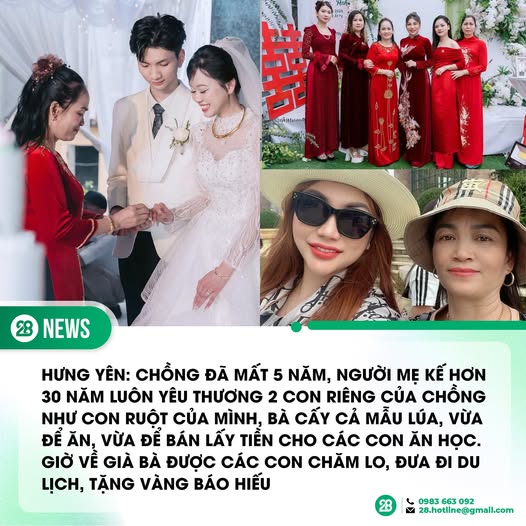 囍
28 NEWS
HƯNG YÊN: CHỒNG ĐÃ MẤT 5 NĂM, NGƯỜI MẸ KẾ HƠN
30 NĂM LUÔN YÊU THƯƠNG 2 CON RIÊNG CỦA CHỒNG
NHƯ CON RUỘT CỦA MÌNH, BÀ CẤY CẢ MẪU LÚA, VỪA
ĐỂ ĂN, VỪA ĐỂ BÁN LẤY TIỀN CHO CÁC CON ĂN HỌC.
GIỜ VỀ GIÀ BÀ ĐƯỢC CÁC CON CHĂM LO, ĐƯA ĐI DU
LỊCH, TẶNG VÀNG BÁO HIẾU
28
0983 663 092
28.hotline@gmail.com